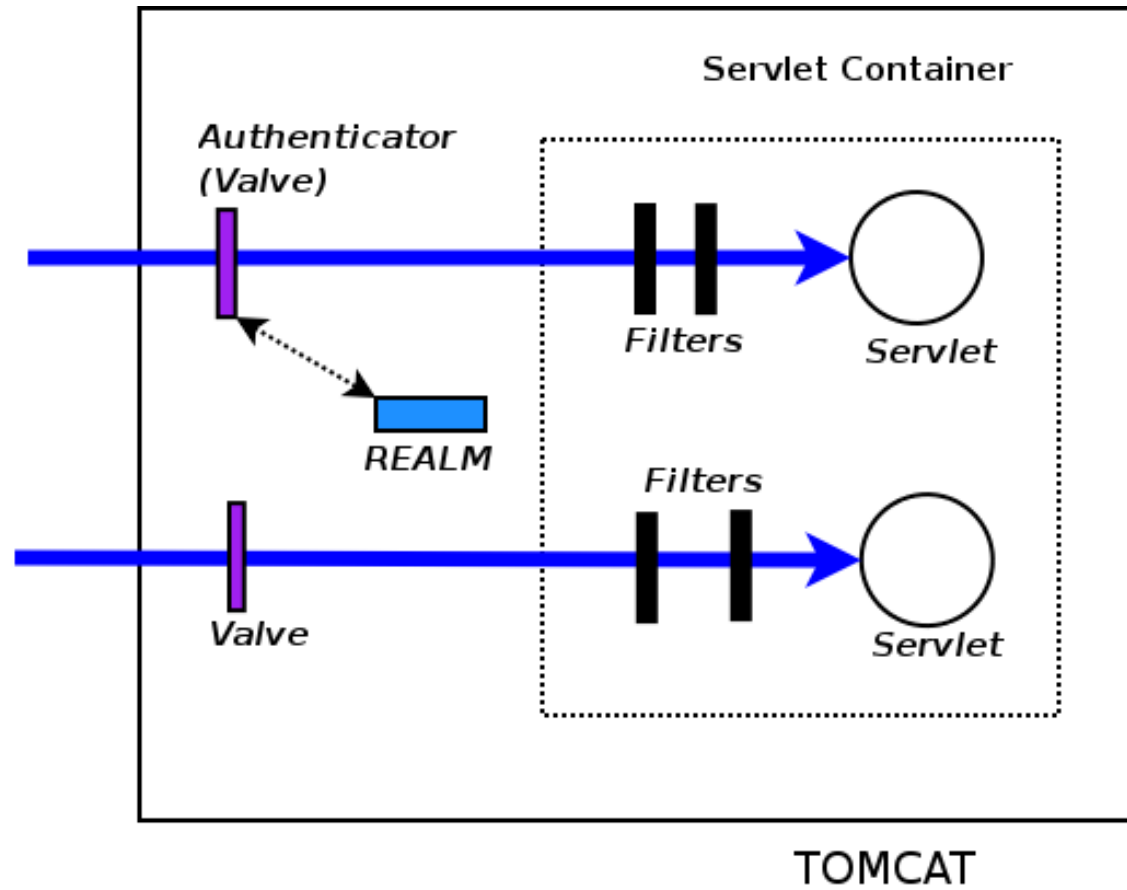 Servlet Container
Authenticator
(Valve)
Filters
Servlet
REALM
Filters
Valve
Servlet
TOMCAT